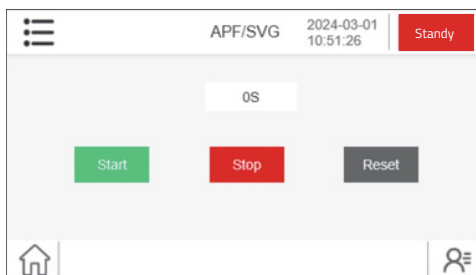 APF/SVG
2024-03-01
10:51:26
Standy
0S
Start
Stop
Reset